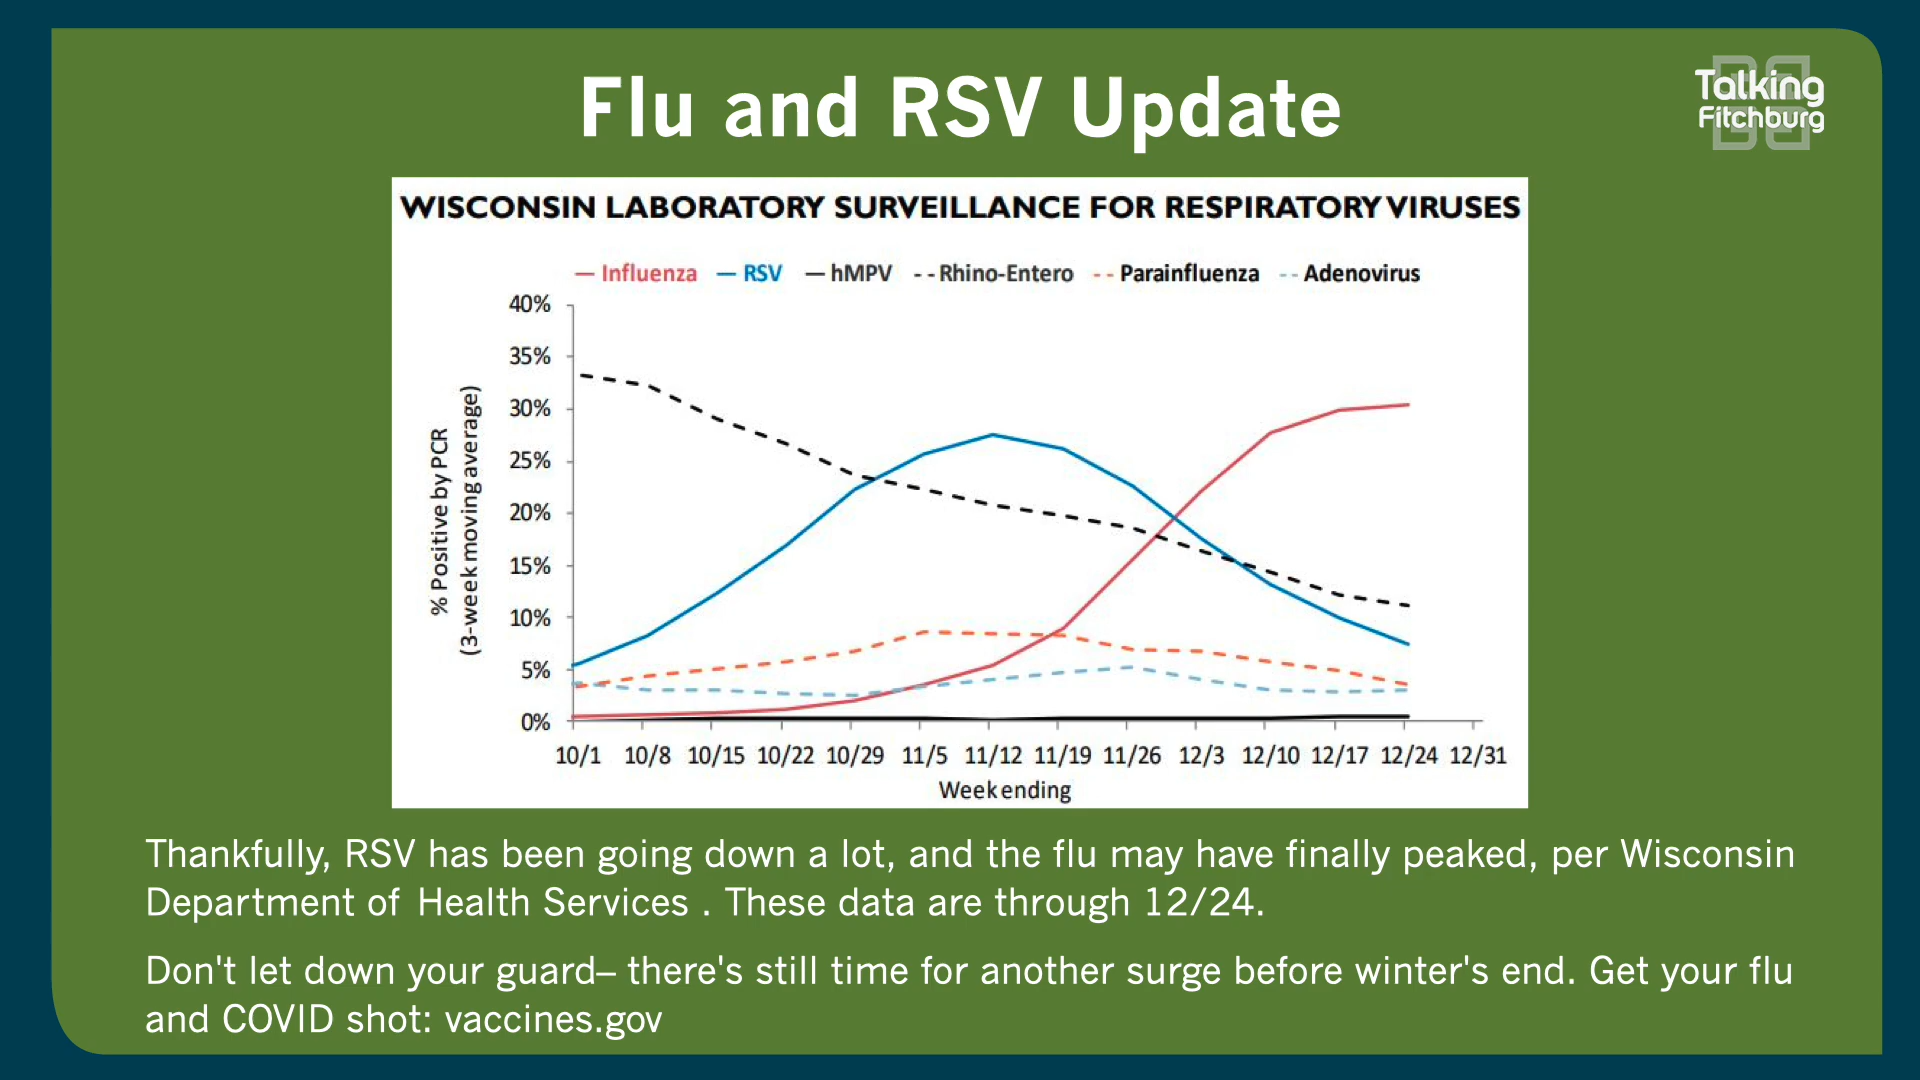 Flu and RSV Update
Talking
Fitchburg
WISCONSIN LABORATORY SURVEILLANCE FOR RESPIRATORY VIRUSES
Influenza RSV hMPV Rhino-Entero Parainfluenza Adenovirus
40%
35%
30%
25%
20%
15%
10%
5%
0%
% Positive by PCR
(3-week moving average)
10/1 10/8 10/15 10/22 10/29 11/5 11/12 11/19 11/26 12/3 12/10 12/17 12/24 12/31
Week ending
Thankfully, RSV has been going down a lot, and the flu may have finally peaked, per Wisconsin
Department of Health Services . These data are through 12/24.
Don't let down your guard– there's still time for another surge before winter's end. Get your flu
and COVID shot: vaccines.gov